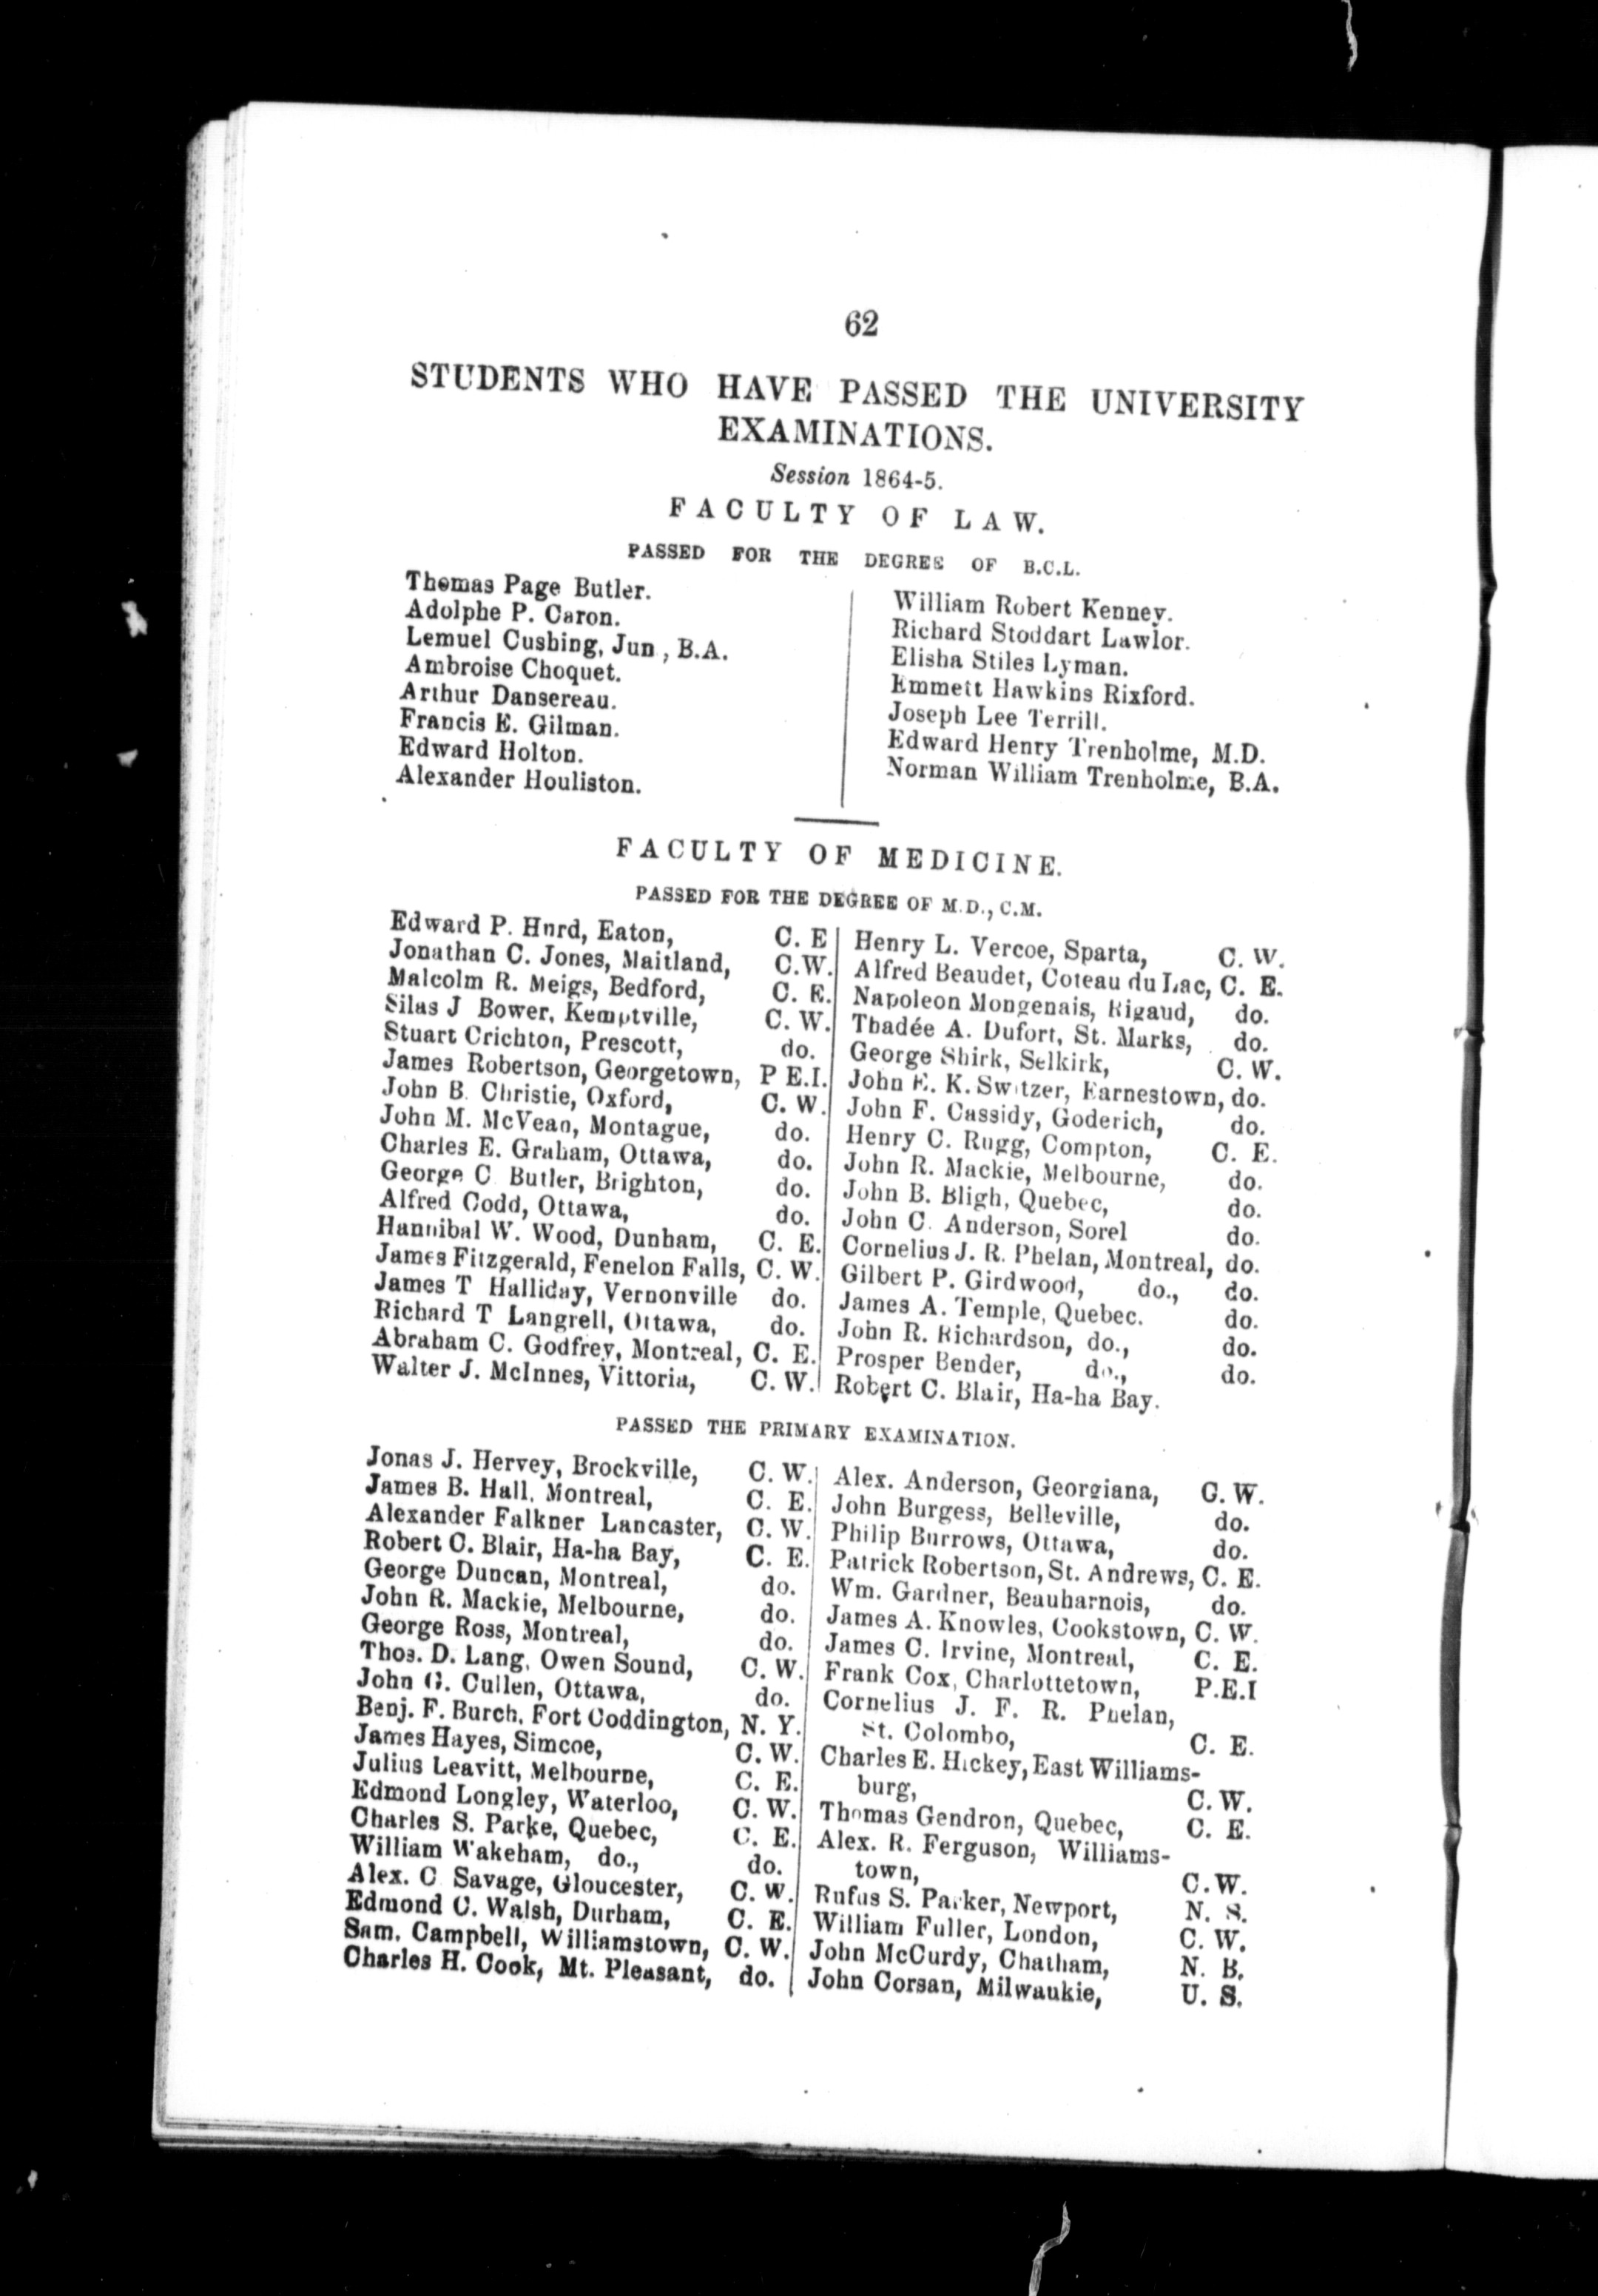 62
STUDENTS WHO HAVE PASSED THE UNIVERSITY
EXAMINATIONS.
Session 1864-5.
FACULTY OF LAW.
PASSED FOR THE DEGREE OF B.C.L.
Thomas Page Butler.
Adolphe P. Caron.
Lemuel Cushing, Jun, B.A.
Ambroise Choquet.
Arthur Dansereau.
Francis E. Gilman.
Edward Holton.
Alexander Houliston.
William Robert Kenney.
Richard Stoddart Lawlor.
Elisha Stiles Lyman.
Emmett Hawkins Rixford.
Joseph Lee Terrill.
Edward Henry Trenholme, M.D.
Norman William Trenholme, B.A.
FACULTY OF MEDICINE.
PASSED FOR THE DEGREE OF M.D., C.M.
Edward P. Hurd, Eaton, C. E
Jonathan C. Jones, Maitland, C.W.
Malcolm R. Meigs, Bedford, C. E.
Silas J Bower, Kemptville, C. W.
Stuart Crichton, Prescott, do.
James Robertson, Georgetown, P E.I.
John B. Christie, Oxford, C. W.
John M. McVean, Montague, do.
Charles E. Graham, Ottawa, do.
George C Butler, Brighton, do.
Alfred Codd, Ottawa, do.
Hannibal W. Wood, Dunham, C. E.
James Fitzgerald, Fenelon Falls, C. W.
James T Halliday, Vernonville do.
Richard T Langrell, Ottawa, do.
Abraham C. Godfrey, Montreal, C. E.
Walter J. McInnes, Vittoria, C. W.
Henry L. Vercoe, Sparta, C. W.
Alfred Beaudet, Coteau du Lac, C. E.
Napoleon Mongenais, Rigaud, do.
Thadée A. Dufort, St. Marks, do.
George Shirk, Selkirk, C. W.
John E. K. Switzer, Earnestown, do.
John F. Cassidy, Goderich, do.
Henry C. Rugg, Compton, C. E.
John R. Mackie, Melbourne, do.
John B. Bligh, Quebec, do.
John C. Anderson, Sorel do.
Cornelius J. R. Phelan, Montreal, do.
Gilbert P. Girdwood, do., do.
James A. Temple, Quebec. do.
John R. Richardson, do., do.
Prosper Bender, do., do.
Robert C. Blair, Ha-ha Bay.
PASSED THE PRIMARY EXAMINATION.
Jonas J. Hervey, Brockville, C. W.
James B. Hall, Montreal, C. E.
Alexander Falkner Lancaster, C. W.
Robert C. Blair, Ha-ha Bay, C. E.
George Duncan, Montreal, do.
John R. Mackie, Melbourne, do.
George Ross, Montreal, do.
Thos. D. Lang, Owen Sound, C. W.
John G. Cullen, Ottawa, do.
Benj. F. Burch, Fort Coddington, N. Y.
James Hayes, Simcoe, C. W.
Julius Leavitt, Melbourne, C. E.
Edmond Longley, Waterloo, C. W.
Charles S. Parke, Quebec, C. E.
William Wakeham, do., do.
Alex. C Savage, Gloucester, C. W.
Edmond C. Walsh, Durham, C. E.
Sam. Campbell, Williamstown, C. W.
Charles H. Cook, Mt. Pleasant, do.
Alex. Anderson, Georgiana, C. W.
John Burgess, Belleville, do.
Philip Burrows, Ottawa, do.
Patrick Robertson, St. Andrews, C. E.
Wm. Gardner, Beauharnois, do.
James A. Knowles, Cookstown, C. W.
James C. Irvine, Montreal, C. E.
Frank Cox, Charlottetown, P.E.I
Cornelius J. F. R. Phelan,
St. Colombo, C. E.
Charles E. Hickey, East Williams-
burg, C. W.
Thomas Gendron, Quebec, C. E.
Alex. R. Ferguson, Williams-
town, C.W.
Rufus S. Parker, Newport, N. S.
William Fuller, London, C. W.
John McCurdy, Chatham, N. B.
John Corsan, Milwaukie, U. S.